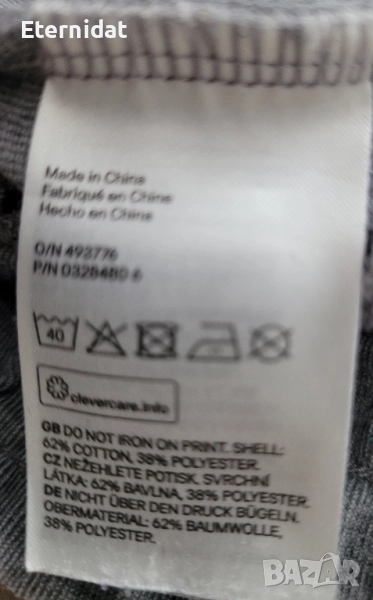 Eternidat
Made in China
Fabriqué en Chine
Hecho en China
O/N 492776
P/N 0328480 6
40
clevercare.info
GB DO NOT IRON ON PRINT. SHELL:
62% COTTON, 38% POLYESTER.
CZ NEŽEHLETE POTISK. SVRCHNÍ
LÁTKA: 62% BAVLNA, 38% POLYESTER.
DE NICHT ÜBER DEN DRUCK BÜGELN.
OBERMATERIAL: 62% BAUMWOLLE,
38% POLYESTER.
BAZAR